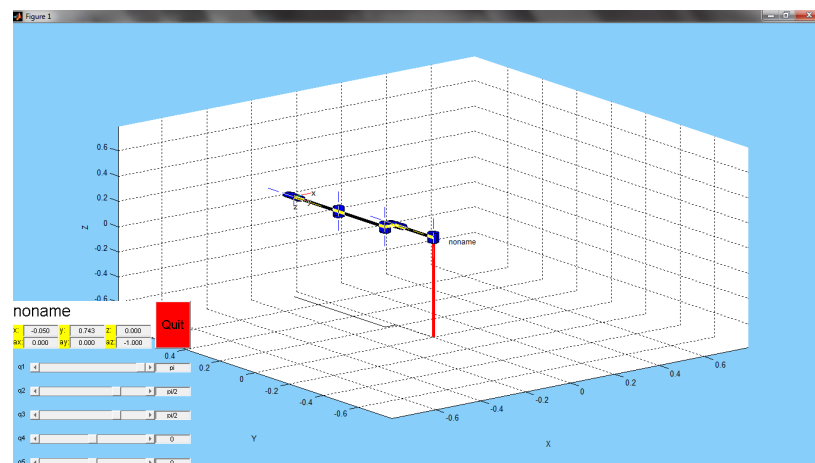 Figure 1
0.6
0.4
0.2
0
-0.2
-0.4
-0.6
Z
X
z
noname
noname
Quit
x: -0.050 y: 0.743 z: 0.000
ax: 0.000 ay: 0.000 az: -1.000
q1 pi
q2 pi/2
q3 pi/2
q4 0
q5 0
0.4
0.2
0
-0.2
-0.4
-0.6
Y
-0.6
-0.4
-0.2
0
0.2
0.4
0.6
X